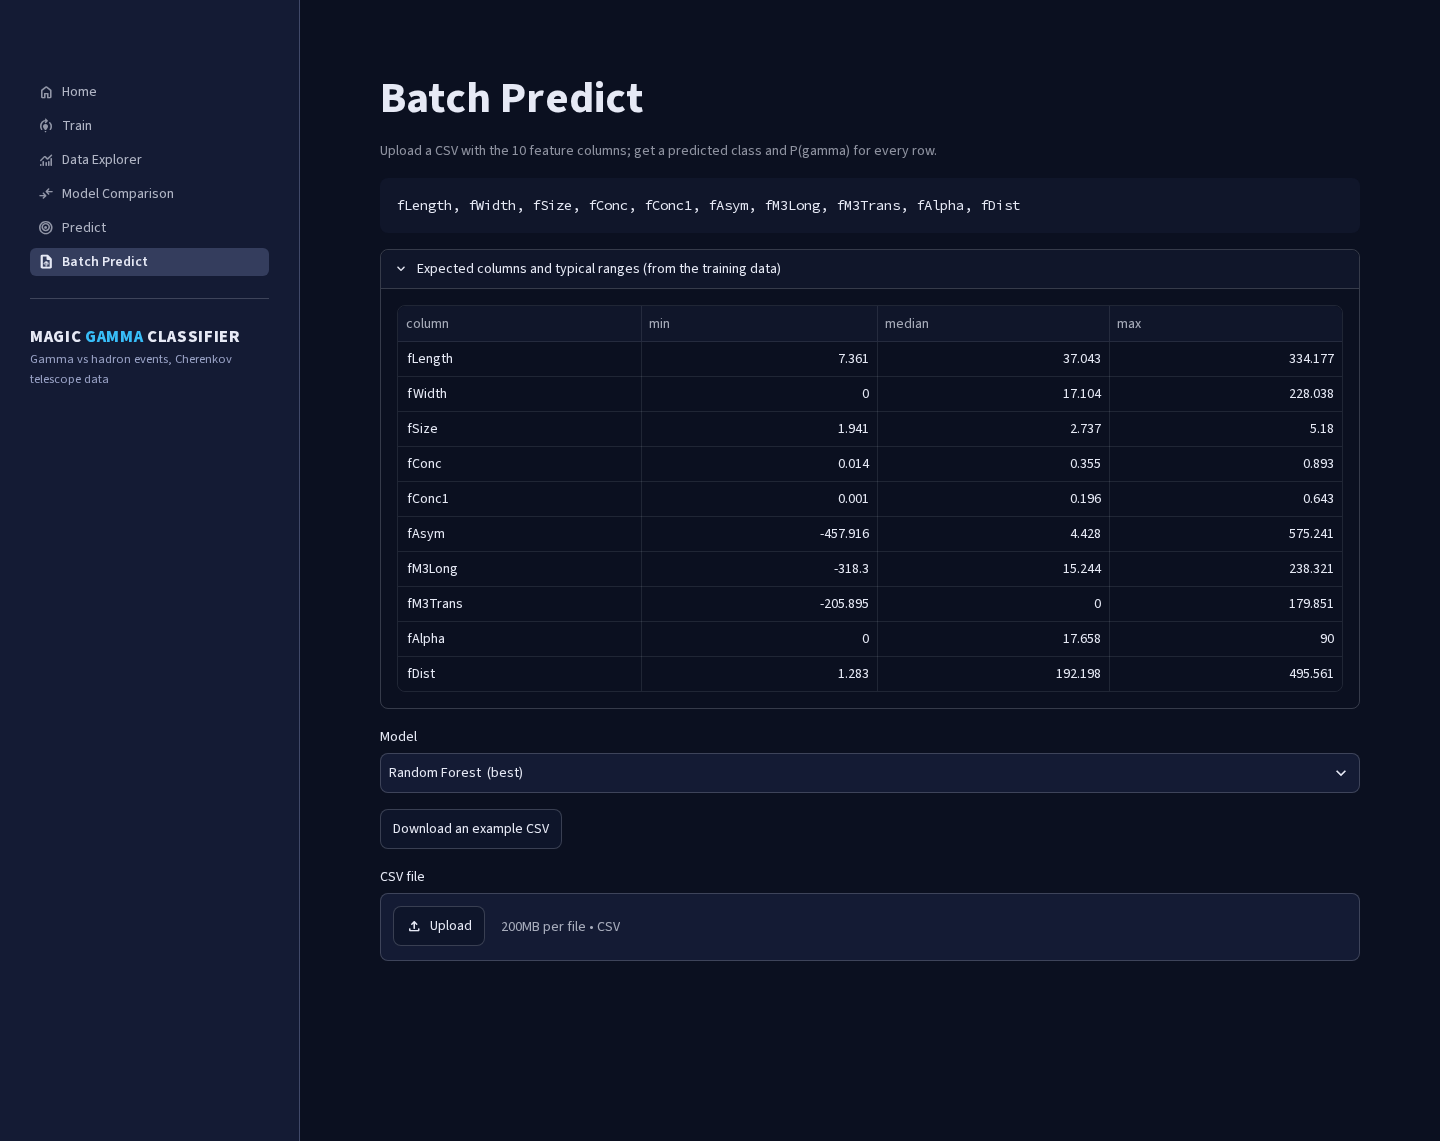 Home
Train
Data Explorer
Model Comparison
Predict
Batch Predict
MAGIC GAMMA CLASSIFIER
Gamma vs hadron events, Cherenkov
telescope data
Batch Predict
Upload a CSV with the 10 feature columns; get a predicted class and P(gamma) for every row.
fLength, fWidth, fSize, fConc, fConc1, fAsym, fM3Long, fM3Trans, fAlpha, fDist
Expected columns and typical ranges (from the training data)
column min median max
fLength 7.361 37.043 334.177
fWidth 0 17.104 228.038
fSize 1.941 2.737 5.18
fConc 0.014 0.355 0.893
fConc1 0.001 0.196 0.643
fAsym -457.916 4.428 575.241
fM3Long -318.3 15.244 238.321
fM3Trans -205.895 0 179.851
fAlpha 0 17.658 90
fDist 1.283 192.198 495.561
Model
Random Forest (best)
Download an example CSV
CSV file
Upload 200MB per file • CSV